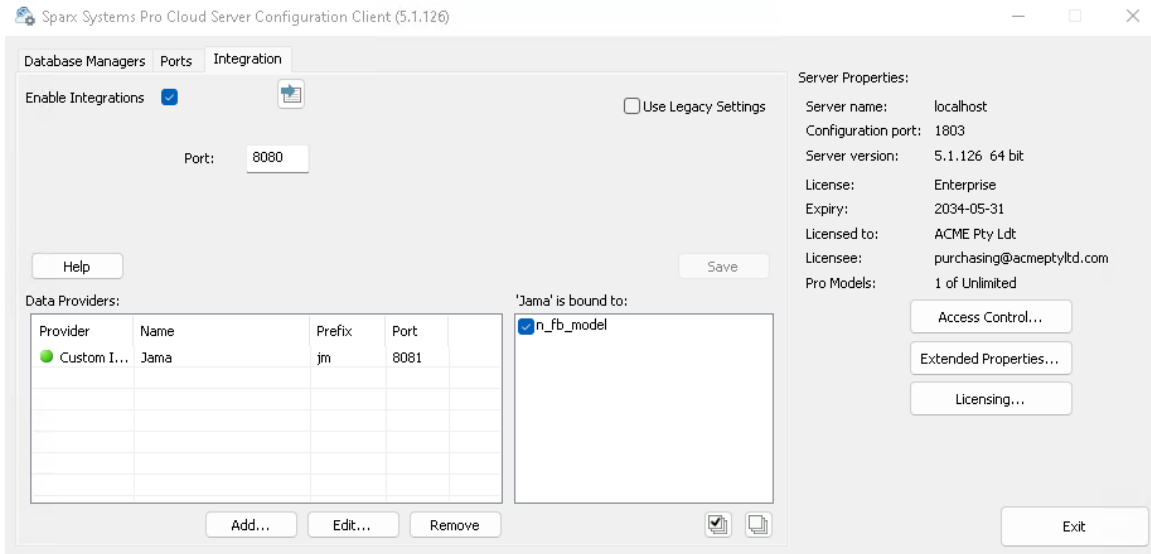 Sparx Systems Pro Cloud Server Configuration Client (5.1.126)
Database Managers Ports Integration
Enable Integrations
Use Legacy Settings
Port: 8080
Help Save
Data Providers:
Provider Name Prefix Port
Custom I... Jama jm 8081
Add... Edit... Remove
'Jama' is bound to:
n_fb_model
Server Properties:
Server name: localhost
Configuration port: 1803
Server version: 5.1.126 64 bit
License: Enterprise
Expiry: 2034-05-31
Licensed to: ACME Pty Ldt
Licensee: purchasing@acmeptyltd.com
Pro Models: 1 of Unlimited
Access Control...
Extended Properties...
Licensing...
Exit